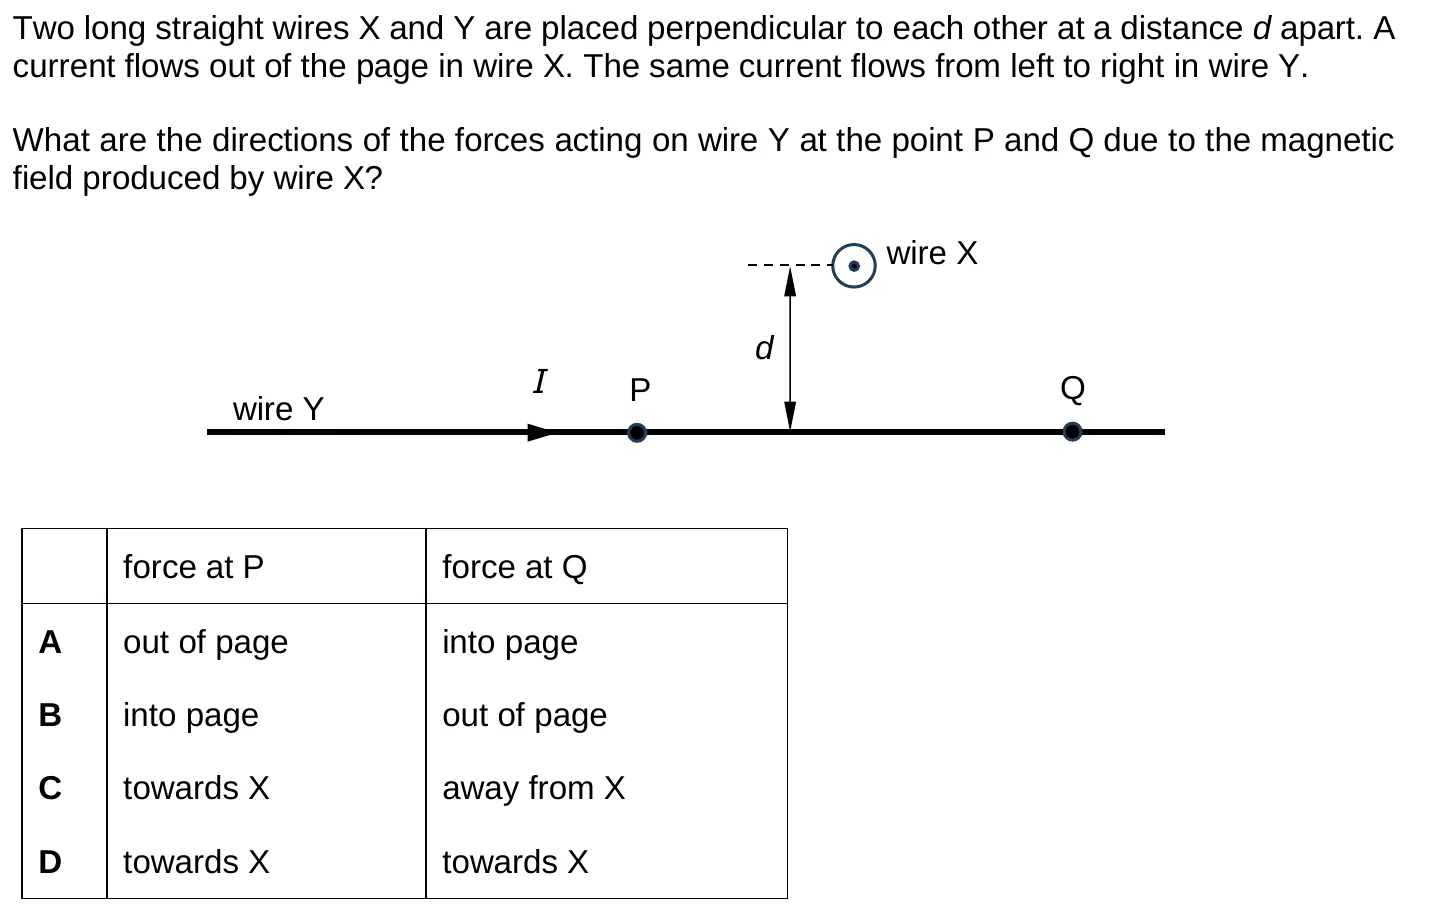 Two long straight wires X and Y are placed perpendicular to each other at a distance d apart. A
current flows out of the page in wire X. The same current flows from left to right in wire Y.
What are the directions of the forces acting on wire Y at the point P and Q due to the magnetic
field produced by wire X?
wire X
d
I
P
Q
wire Y
force at P force at Q
A out of page into page
B into page out of page
C towards X away from X
D towards X towards X